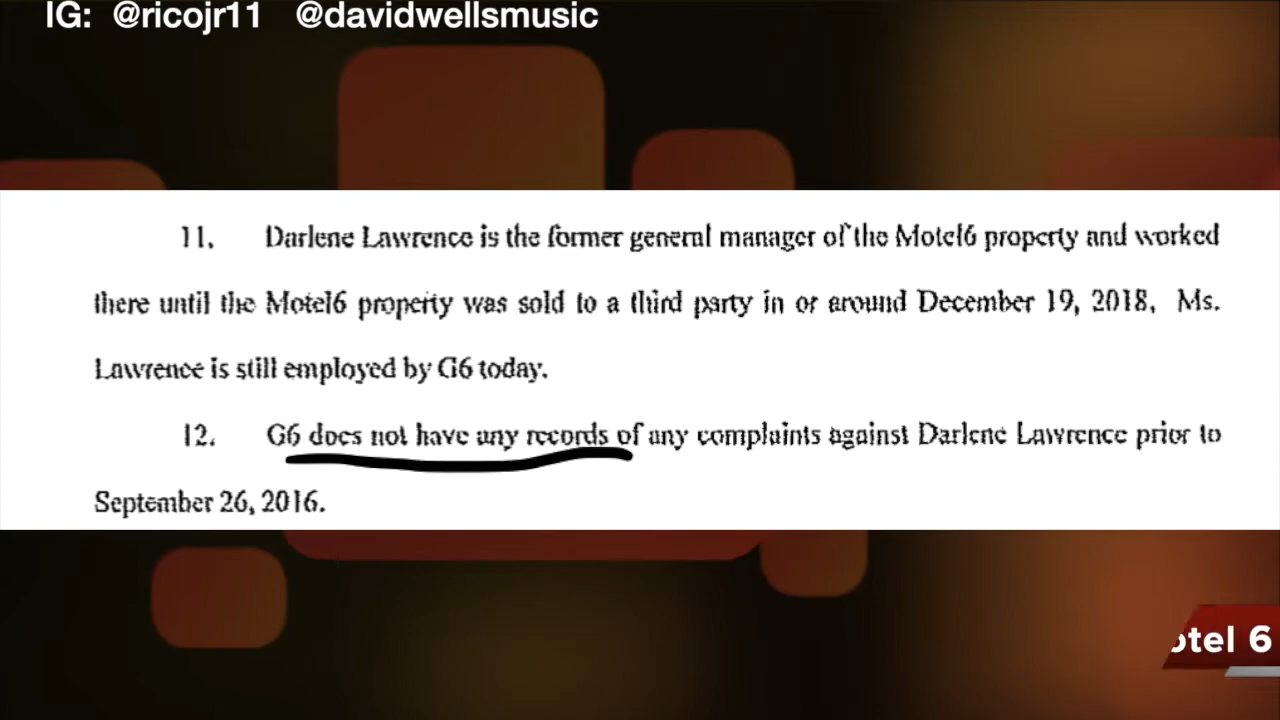 IG: @ricojr11 @davidwellsmusic
11. Darlene Lawrence is the former general manager of the Motel6 property and worked
there until the Motel6 property was sold to a third party in or around December 19, 2018. Ms.
Lawrence is still employed by G6 today.
12. G6 does not have any records of any complaints against Darlene Lawrence prior to
September 26, 2016.
otel 6